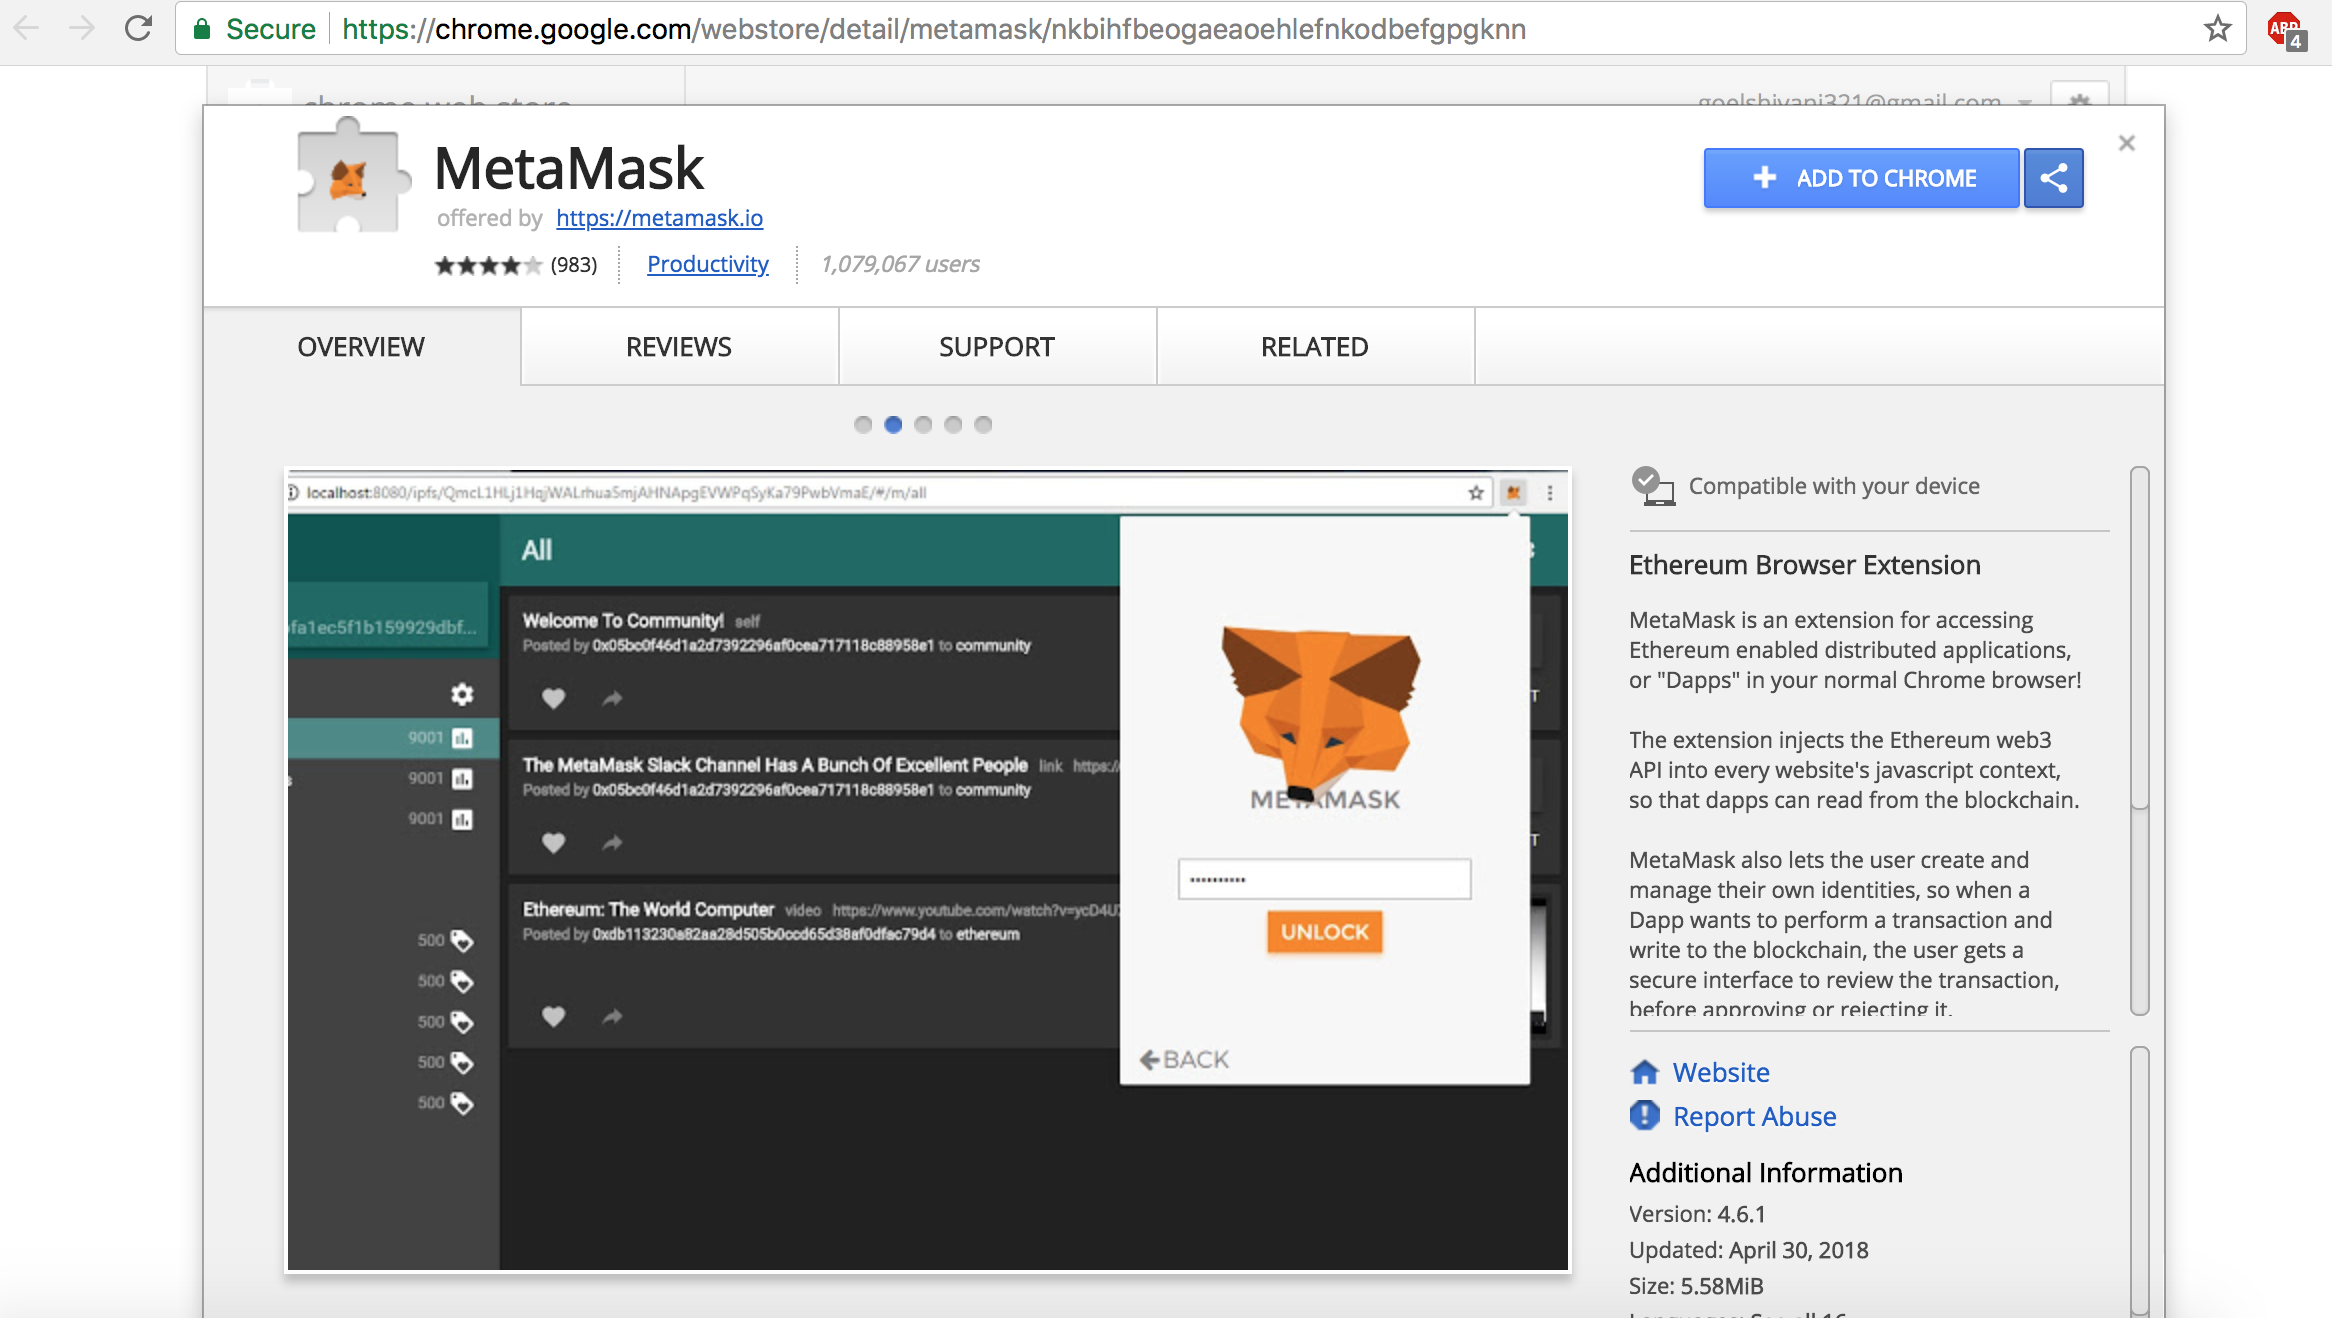 Secure https://chrome.google.com/webstore/detail/metamask/nkbihfbeogaeaoehlefnkodbefgpgknn
ABP
4
chrome web store
goelshivani321@gmail.com
MetaMask
ADD TO CHROME
offered by https://metamask.io
(983) Productivity 1,079,067 users
OVERVIEW REVIEWS SUPPORT RELATED
localhost:8080/ipfs/QmcL1HLj1HqjWALrhuaSmjAHNApgEVWPqSyKa79PwbVmaE/#/m/all
All
fa1ec5f1b159929dbf...
9001
9001
9001
500
500
500
500
500
Welcome To Community! self
Posted by 0x05bc0f46d1a2d7392296af0cea717118c88958e1 to community
The MetaMask Slack Channel Has A Bunch Of Excellent People link https:/
Posted by 0x05bc0f46d1a2d7392296af0cea717118c88958e1 to community
Ethereum: The World Computer video https://www.youtube.com/watch?v=ycD4U
Posted by 0xdb113230a82aa28d505b0ccd65d38af0dfac79d4 to ethereum
T
T
METAMASK
UNLOCK
BACK
Compatible with your device
Ethereum Browser Extension
MetaMask is an extension for accessing
Ethereum enabled distributed applications,
or "Dapps" in your normal Chrome browser!
The extension injects the Ethereum web3
API into every website's javascript context,
so that dapps can read from the blockchain.
MetaMask also lets the user create and
manage their own identities, so when a
Dapp wants to perform a transaction and
write to the blockchain, the user gets a
secure interface to review the transaction,
before approving or rejecting it.
Website
Report Abuse
Additional Information
Version: 4.6.1
Updated: April 30, 2018
Size: 5.58MiB
Languages: See all 16